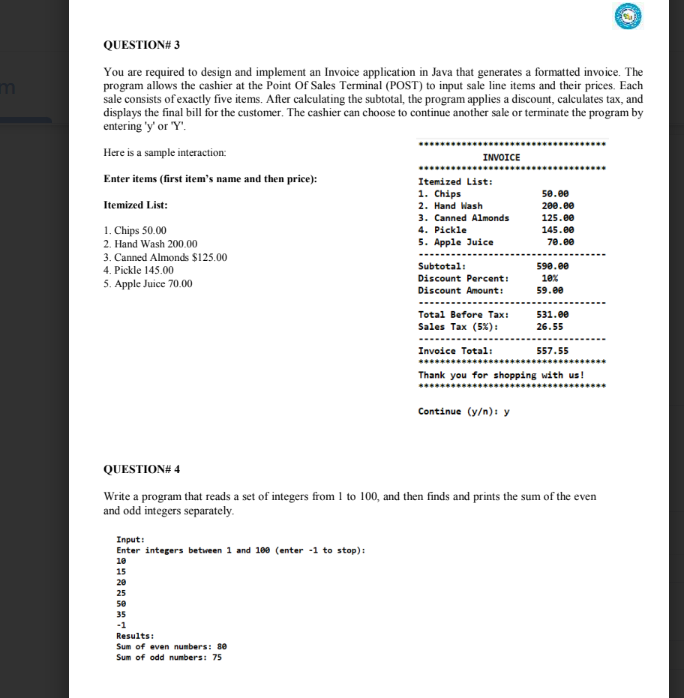 QUESTION# 3
You are required to design and implement an Invoice application in Java that generates a formatted invoice. The
program allows the cashier at the Point Of Sales Terminal (POST) to input sale line items and their prices. Each
sale consists of exactly five items. After calculating the subtotal, the program applies a discount, calculates tax, and
displays the final bill for the customer. The cashier can choose to continue another sale or terminate the program by
entering 'y' or 'Y'.
Here is a sample interaction:
Enter items (first item's name and then price):
Itemized List:
1. Chips 50.00
2. Hand Wash 200.00
3. Canned Almonds $125.00
4. Pickle 145.00
5. Apple Juice 70.00
***********************************
INVOICE
***********************************
Itemized List:
1. Chips 50.00
2. Hand Wash 200.00
3. Canned Almonds 125.00
4. Pickle 145.00
5. Apple Juice 70.00
-----------------------------------
Subtotal: 590.00
Discount Percent: 10%
Discount Amount: 59.00
-----------------------------------
Total Before Tax: 531.00
Sales Tax (5%): 26.55
-----------------------------------
Invoice Total: 557.55
***********************************
Thank you for shopping with us!
***********************************
Continue (y/n): y
QUESTION# 4
Write a program that reads a set of integers from 1 to 100, and then finds and prints the sum of the even
and odd integers separately.
Input:
Enter integers between 1 and 100 (enter -1 to stop):
10
15
20
25
50
35
-1
Results:
Sum of even numbers: 80
Sum of odd numbers: 75
m